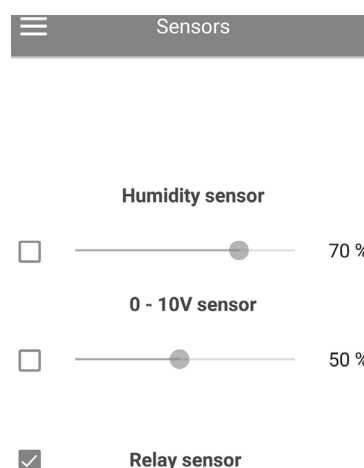 Sensors
Humidity sensor
70 %
0 - 10V sensor
50 %
Relay sensor